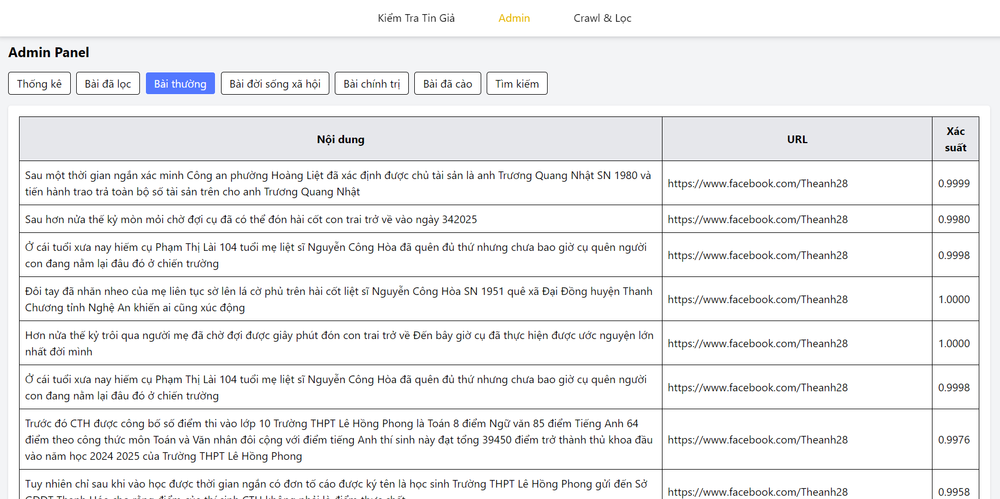 Kiểm Tra Tin Giả Admin Crawl & Lọc
Admin Panel
Thống kê Bài đã lọc Bài thường Bài đời sống xã hội Bài chính trị Bài đã cào Tìm kiếm
Nội dung URL Xác suất
Sau một thời gian ngắn xác minh Công an phường Hoàng Liệt đã xác định được chủ tài sản là anh Trương Quang Nhật SN 1980 và
tiến hành trao trả toàn bộ số tài sản trên cho anh Trương Quang Nhật
https://www.facebook.com/Theanh28 0.9999
Sau hơn nửa thế kỷ mòn mỏi chờ đợi cụ đã có thể đón hài cốt con trai trở về vào ngày 342025
https://www.facebook.com/Theanh28 0.9980
Ở cái tuổi xưa nay hiếm cụ Phạm Thị Lài 104 tuổi mẹ liệt sĩ Nguyễn Công Hòa đã quên đủ thứ nhưng chưa bao giờ cụ quên người
con đang nằm lại đâu đó ở chiến trường
https://www.facebook.com/Theanh28 0.9998
Đôi tay đã nhăn nheo của mẹ liên tục sờ lên lá cờ phủ trên hài cốt liệt sĩ Nguyễn Công Hòa SN 1951 quê xã Đại Đồng huyện Thanh
Chương tỉnh Nghệ An khiến ai cũng xúc động
https://www.facebook.com/Theanh28 1.0000
Hơn nửa thế kỷ trôi qua người mẹ đã chờ đợi được giây phút đón con trai trở về Đến bây giờ cụ đã thực hiện được ước nguyện lớn
nhất đời mình
https://www.facebook.com/Theanh28 1.0000
Ở cái tuổi xưa nay hiếm cụ Phạm Thị Lài 104 tuổi mẹ liệt sĩ Nguyễn Công Hòa đã quên đủ thứ nhưng chưa bao giờ cụ quên người
con đang nằm lại đâu đó ở chiến trường
https://www.facebook.com/Theanh28 0.9998
Trước đó CTH được công bố số điểm thi vào lớp 10 Trường THPT Lê Hồng Phong là Toán 8 điểm Ngữ văn 85 điểm Tiếng Anh 64
điểm theo công thức môn Toán và Văn nhân đôi cộng với điểm tiếng Anh thí sinh này đạt tổng 39450 điểm trở thành thủ khoa đầu
vào năm học 2024 2025 của Trường THPT Lê Hồng Phong
https://www.facebook.com/Theanh28 0.9976
Tuy nhiên chỉ sau khi vào học được thời gian ngắn có đơn tố cáo được ký tên là học sinh Trường THPT Lê Hồng Phong gửi đến Sở
https://www.facebook.com/Theanh28 0.9958